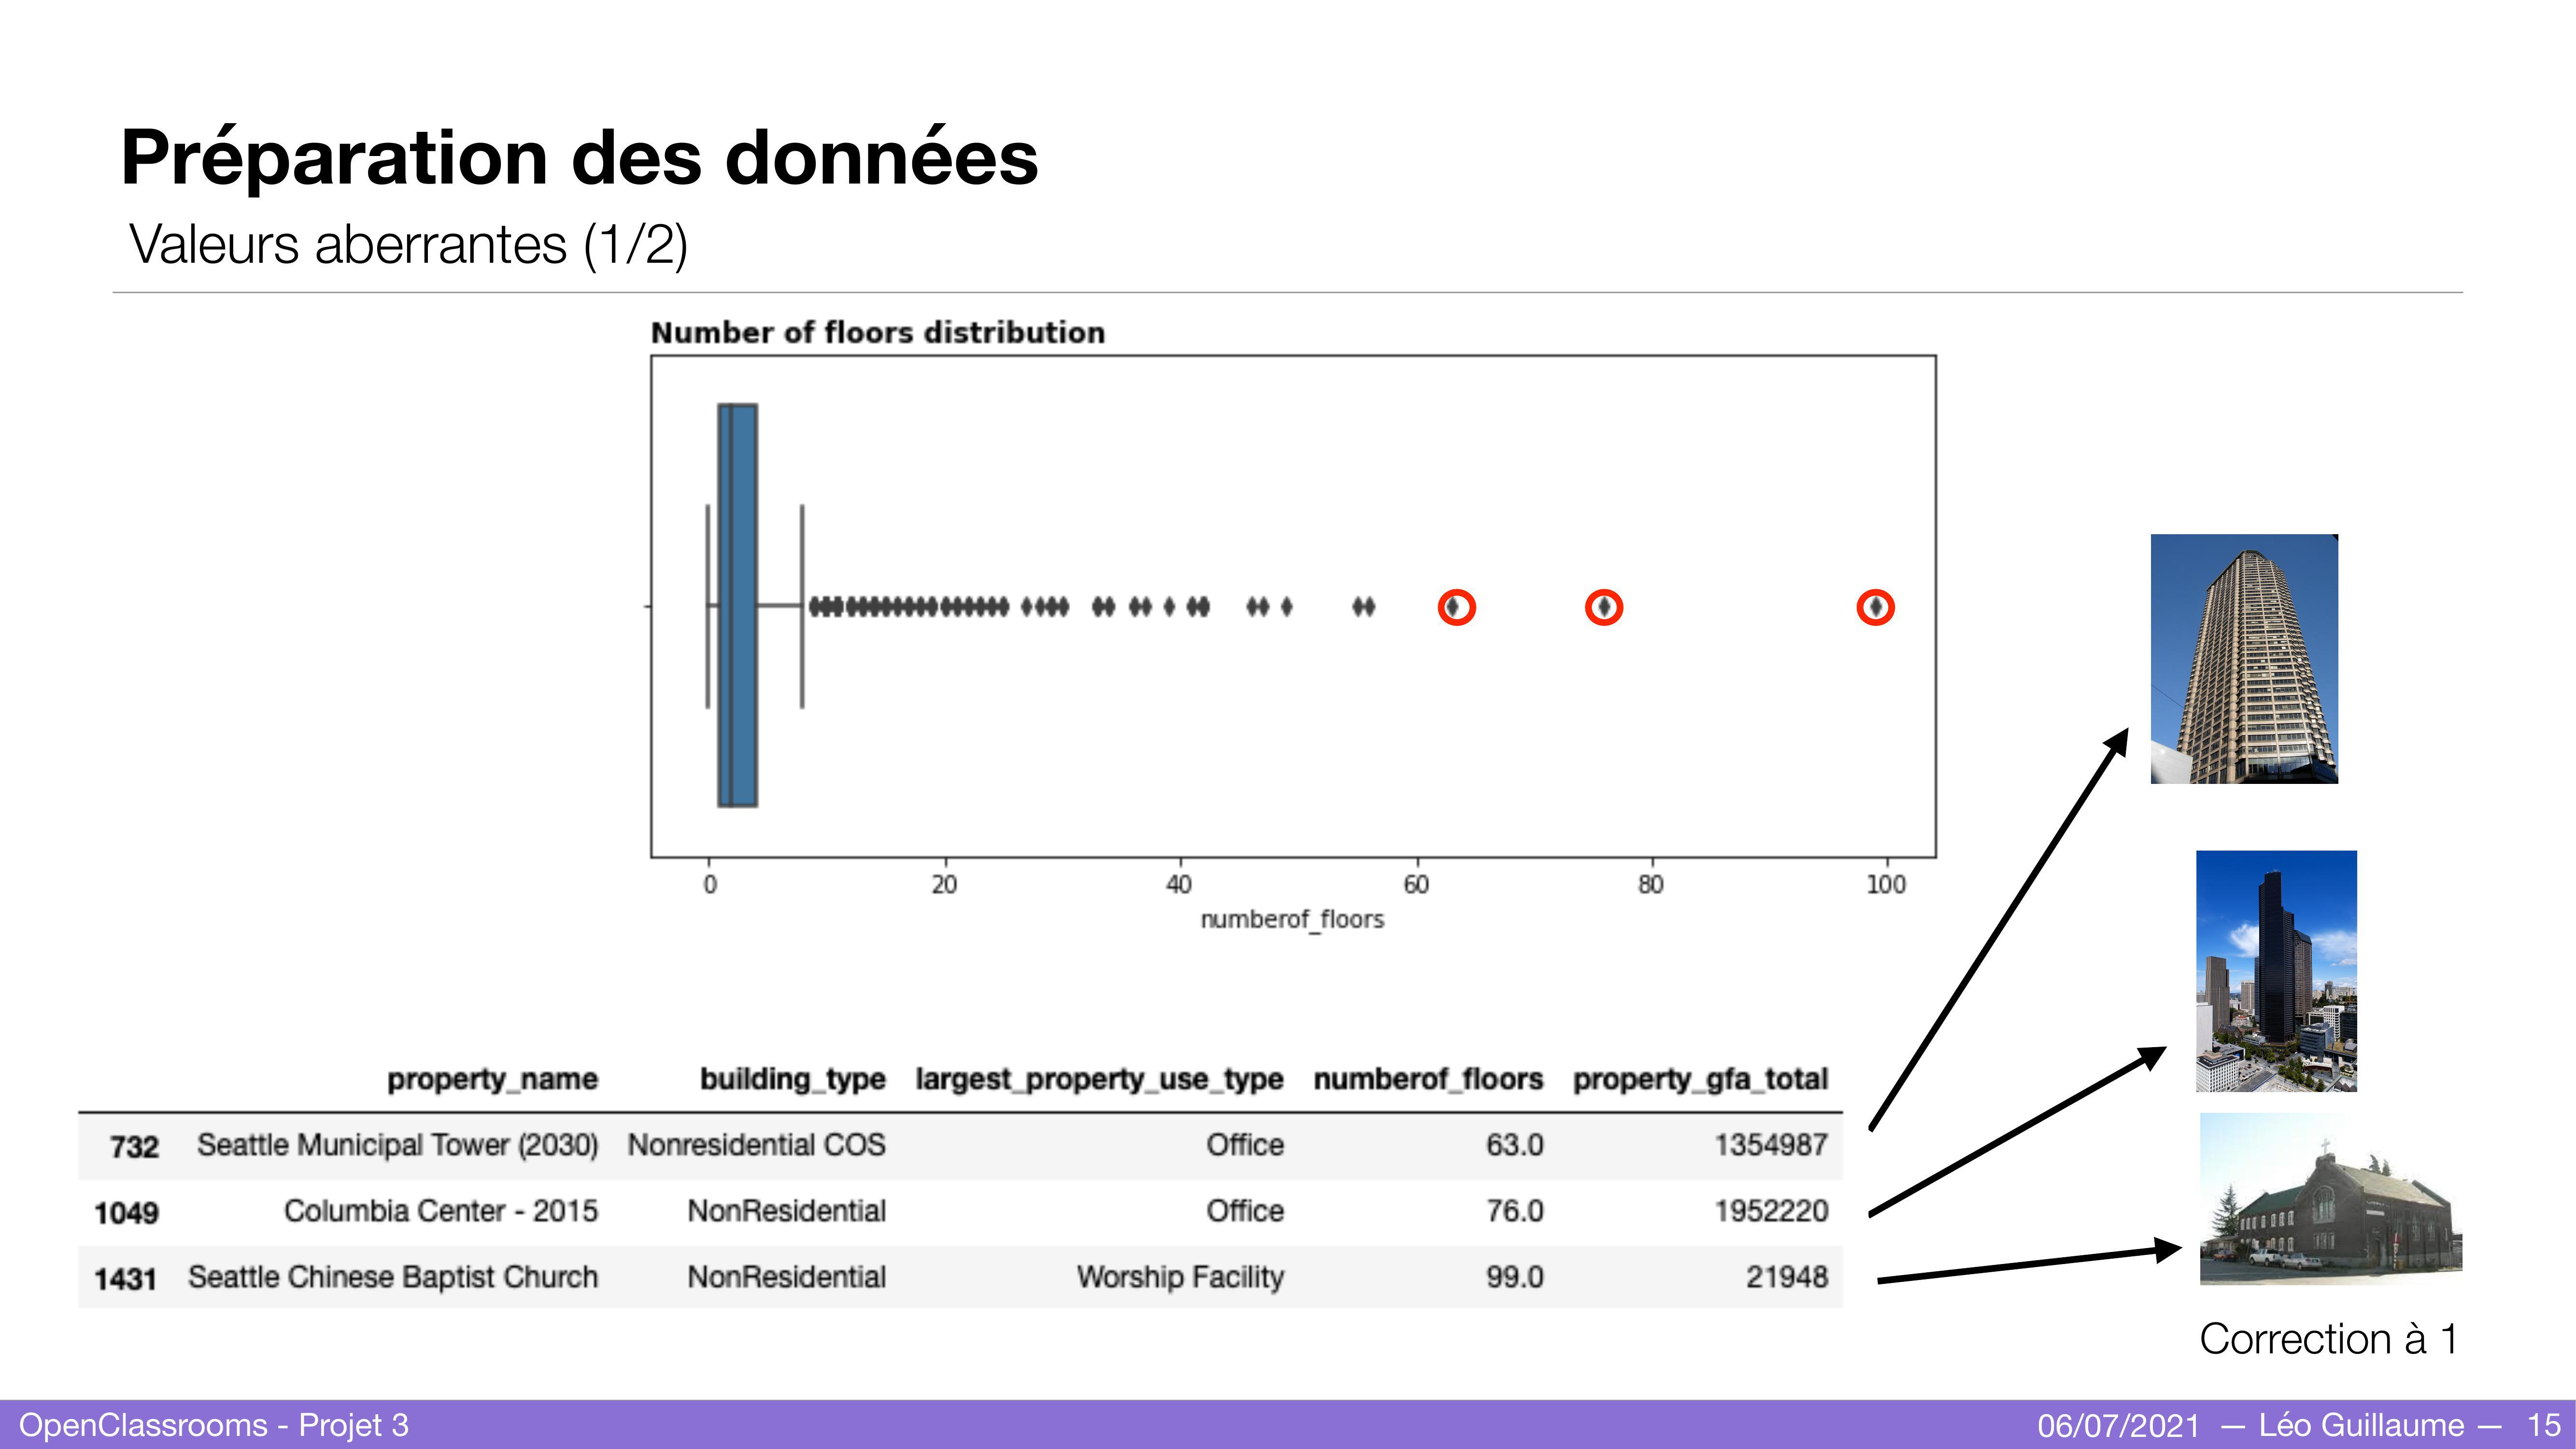 Préparation des données
Valeurs aberrantes (1/2)
Number of floors distribution
0 20 40 60 80 100
numberof_floors
property_name building_type largest_property_use_type numberof_floors property_gfa_total
732 Seattle Municipal Tower (2030) Nonresidential COS Office 63.0 1354987
1049 Columbia Center - 2015 NonResidential Office 76.0 1952220
1431 Seattle Chinese Baptist Church NonResidential Worship Facility 99.0 21948
Correction à 1
OpenClassrooms - Projet 3 06/07/2021 — Léo Guillaume — 15